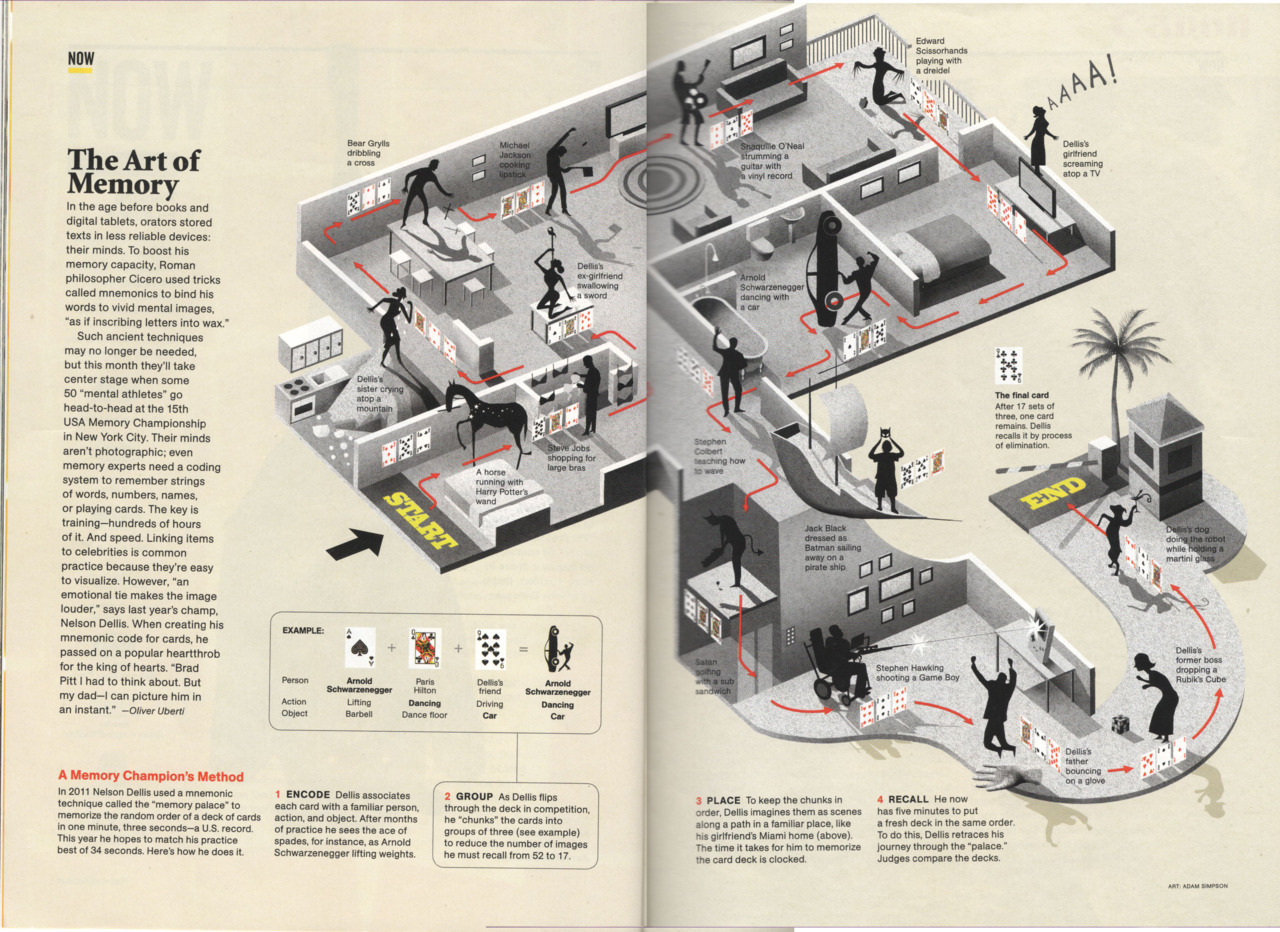 NOW
The Art of
Memory
In the age before books and
digital tablets, orators stored
texts in less reliable devices:
their minds. To boost his
memory capacity, Roman
philosopher Cicero used tricks
called mnemonics to bind his
words to vivid mental images,
“as if inscribing letters into wax.”
Such ancient techniques
may no longer be needed,
but this month they’ll take
center stage when some
50 “mental athletes” go
head-to-head at the 15th
USA Memory Championship
in New York City. Their minds
aren’t photographic; even
memory experts need a coding
system to remember strings
of words, numbers, names,
or playing cards. The key is
training—hundreds of hours
of it. And speed. Linking items
to celebrities is common
practice because they’re easy
to visualize. However, “an
emotional tie makes the image
louder,” says last year’s champ,
Nelson Dellis. When creating his
mnemonic code for cards, he
passed on a popular heartthrob
for the king of hearts. “Brad
Pitt I had to think about. But
my dad—I can picture him in
an instant.” —Oliver Uberti
START
A horse
running with
Harry Potter’s
wand
Steve Jobs
shopping for
large bras
Dellis’s
ex-girlfriend
swallowing
a sword
Dellis’s
sister crying
atop a
mountain
Bear Grylls
dribbling
a cross
Michael
Jackson
cooking
lipstick
Shaquille O’Neal
strumming a
guitar with
a vinyl record
Edward
Scissorhands
playing with
a dreidel
AAAAA!
Dellis’s
girlfriend
screaming
atop a TV
Arnold
Schwarzenegger
dancing with
a car
Stephen
Colbert
teaching how
to wave
Jack Black
dressed as
Batman sailing
away on a
pirate ship
Satan
golfing
with a sub
sandwich
Stephen Hawking
shooting a Game Boy
Dellis’s
father
bouncing
on a glove
Dellis’s
former boss
dropping a
Rubik’s Cube
Dellis’s dog
doing the robot
while holding a
martini glass
END
The final card
After 17 sets of
three, one card
remains. Dellis
recalls it by process
of elimination.
EXAMPLE:
A + Q + 9 =
Person Arnold Schwarzenegger Paris Hilton Dellis’s friend Arnold Schwarzenegger
Action Lifting Dancing Driving Dancing
Object Barbell Dance floor Car Car
A Memory Champion’s Method
In 2011 Nelson Dellis used a mnemonic
technique called the “memory palace” to
memorize the random order of a deck of cards
in one minute, three seconds—a U.S. record.
This year he hopes to match his practice
best of 34 seconds. Here’s how he does it.
1 ENCODE Dellis associates
each card with a familiar person,
action, and object. After months
of practice he sees the ace of
spades, for instance, as Arnold
Schwarzenegger lifting weights.
2 GROUP As Dellis flips
through the deck in competition,
he “chunks” the cards into
groups of three (see example)
to reduce the number of images
he must recall from 52 to 17.
3 PLACE To keep the chunks in
order, Dellis imagines them as scenes
along a path in a familiar place, like
his girlfriend’s Miami home (above).
The time it takes for him to memorize
the card deck is clocked.
4 RECALL He now
has five minutes to put
a fresh deck in the same order.
To do this, Dellis retraces his
journey through the “palace.”
Judges compare the decks.
ART: ADAM SIMPSON